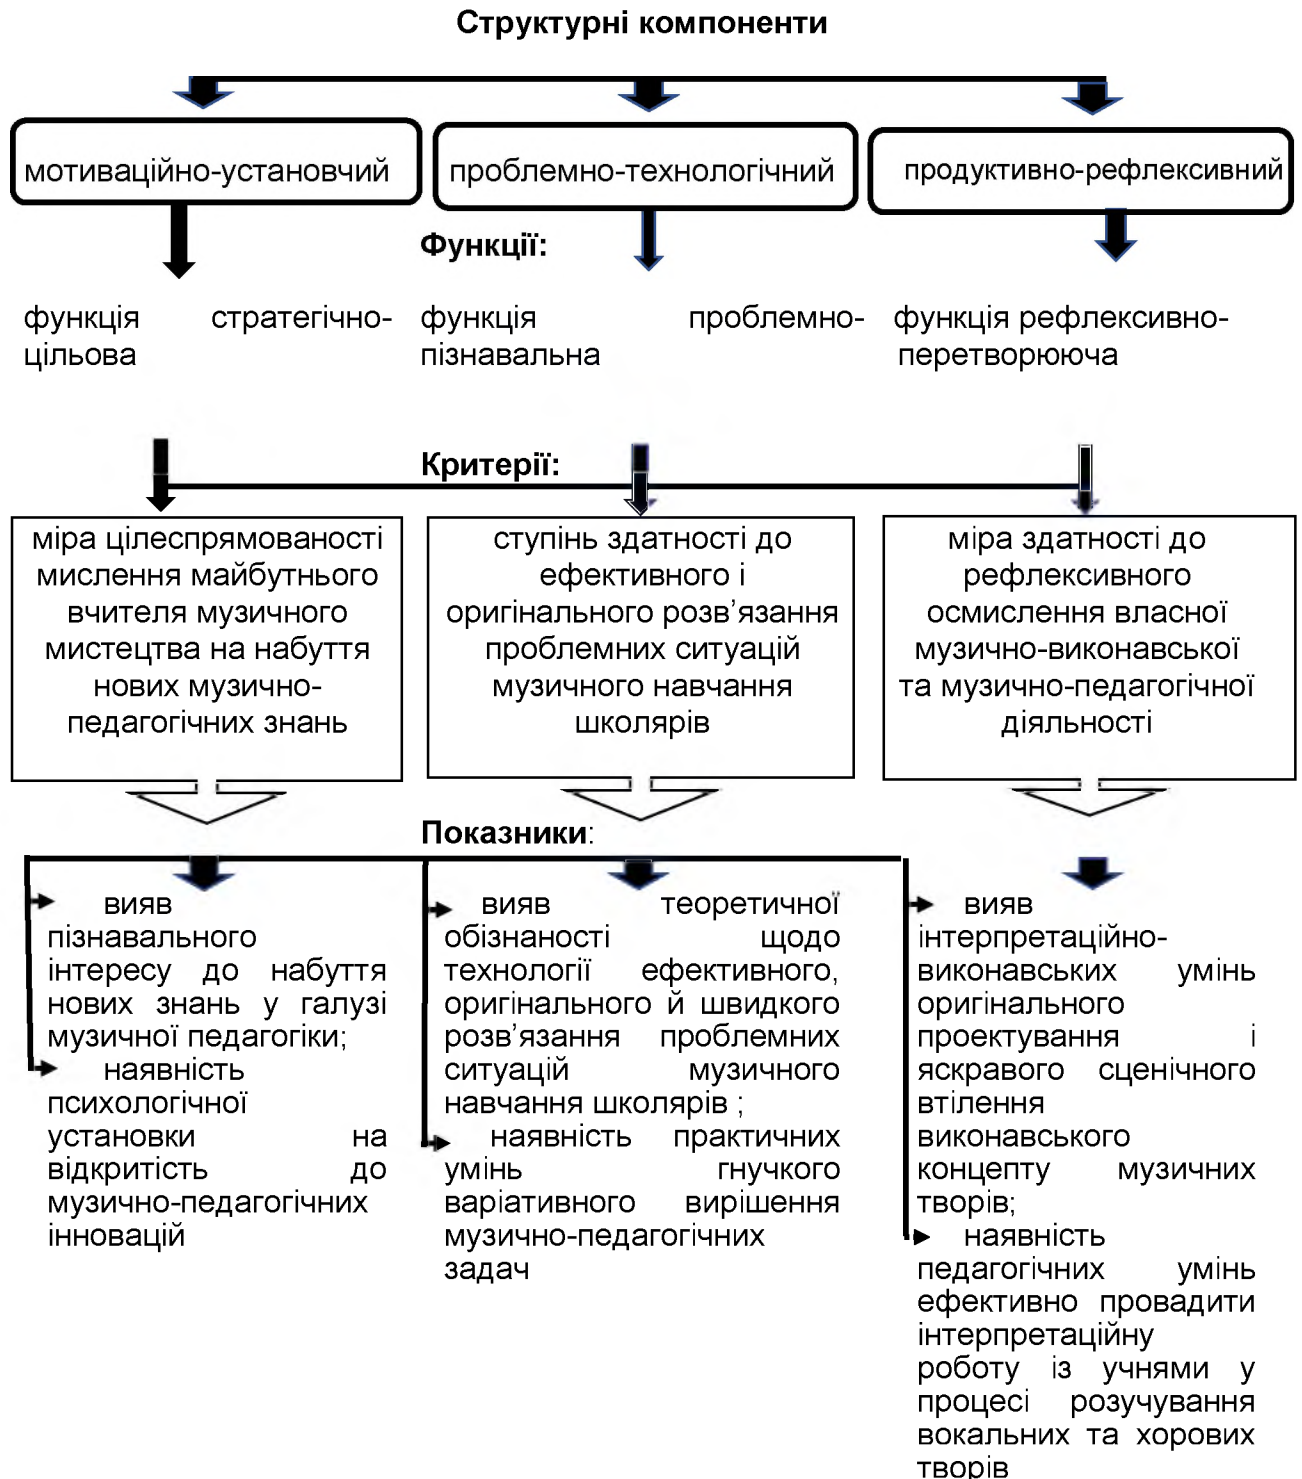 Структурні компоненти
мотиваційно-установчий
проблемно-технологічний
продуктивно-рефлексивний
Функції:
функція стратегічно-
цільова
функція проблемно-
пізнавальна
функція рефлексивно-
перетворююча
Критерії:
міра цілеспрямованості
мислення майбутнього
вчителя музичного
мистецтва на набуття
нових музично-
педагогічних знань
ступінь здатності до
ефективного і
оригінального розв’язання
проблемних ситуацій
музичного навчання
школярів
міра здатності до
рефлексивного
осмислення власної
музично-виконавської
та музично-педагогічної
діяльності
Показники:
вияв
пізнавального
інтересу до набуття
нових знань у галузі
музичної педагогіки;
наявність
психологічної
установки на
відкритість до
музично-педагогічних
інновацій
вияв теоретичної
обізнаності щодо
технології ефективного,
оригінального й швидкого
розв’язання проблемних
ситуацій музичного
навчання школярів ;
наявність практичних
умінь гнучкого
варіативного вирішення
музично-педагогічних
задач
вияв
інтерпретаційно-
виконавських умінь
оригінального
проектування і
яскравого сценічного
втілення
виконавського
концепту музичних
творів;
наявність
педагогічних умінь
ефективно провадити
інтерпретаційну
роботу із учнями у
процесі розучування
вокальних та хорових
творів